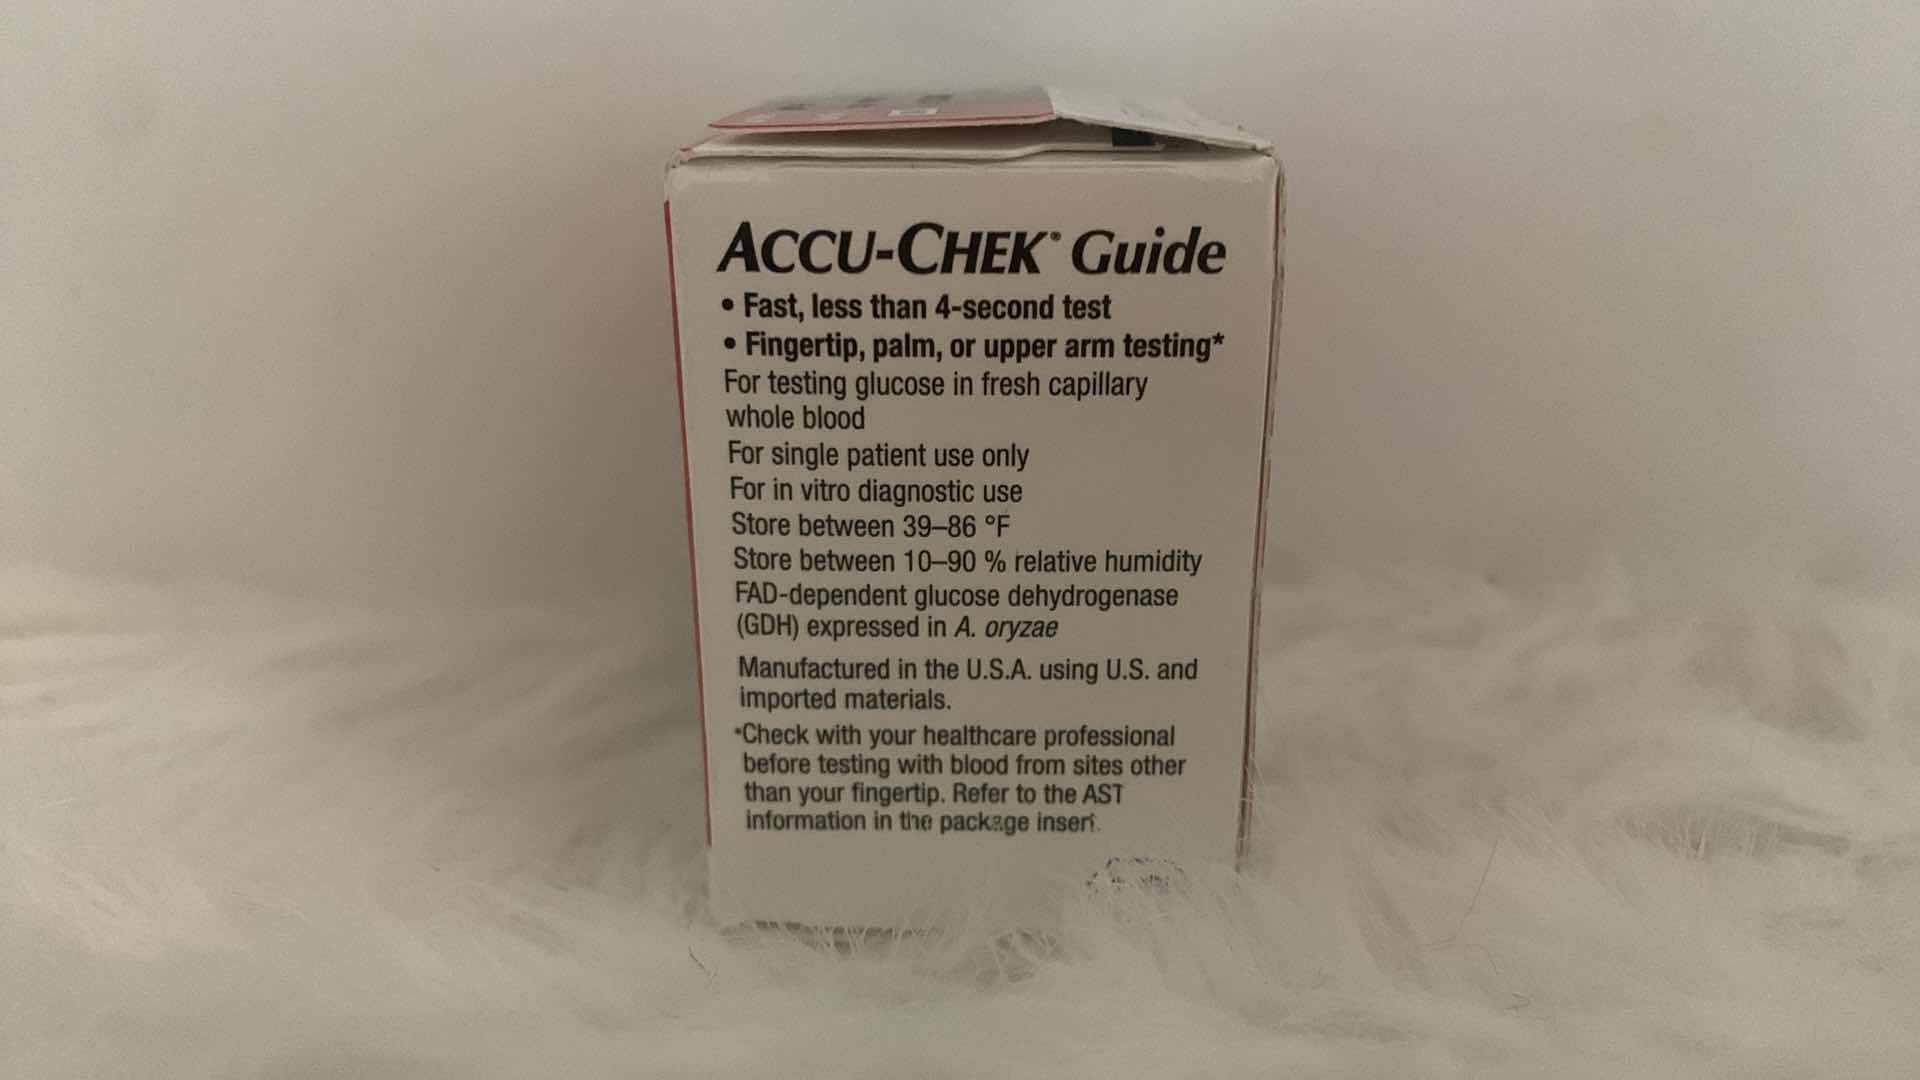 ACCU-CHEK® Guide
• Fast, less than 4-second test
• Fingertip, palm, or upper arm testing*
For testing glucose in fresh capillary
whole blood
For single patient use only
For in vitro diagnostic use
Store between 39–86 °F
Store between 10–90 % relative humidity
FAD-dependent glucose dehydrogenase
(GDH) expressed in A. oryzae
Manufactured in the U.S.A. using U.S. and
imported materials.
*Check with your healthcare professional
before testing with blood from sites other
than your fingertip. Refer to the AST
information in the package insert.